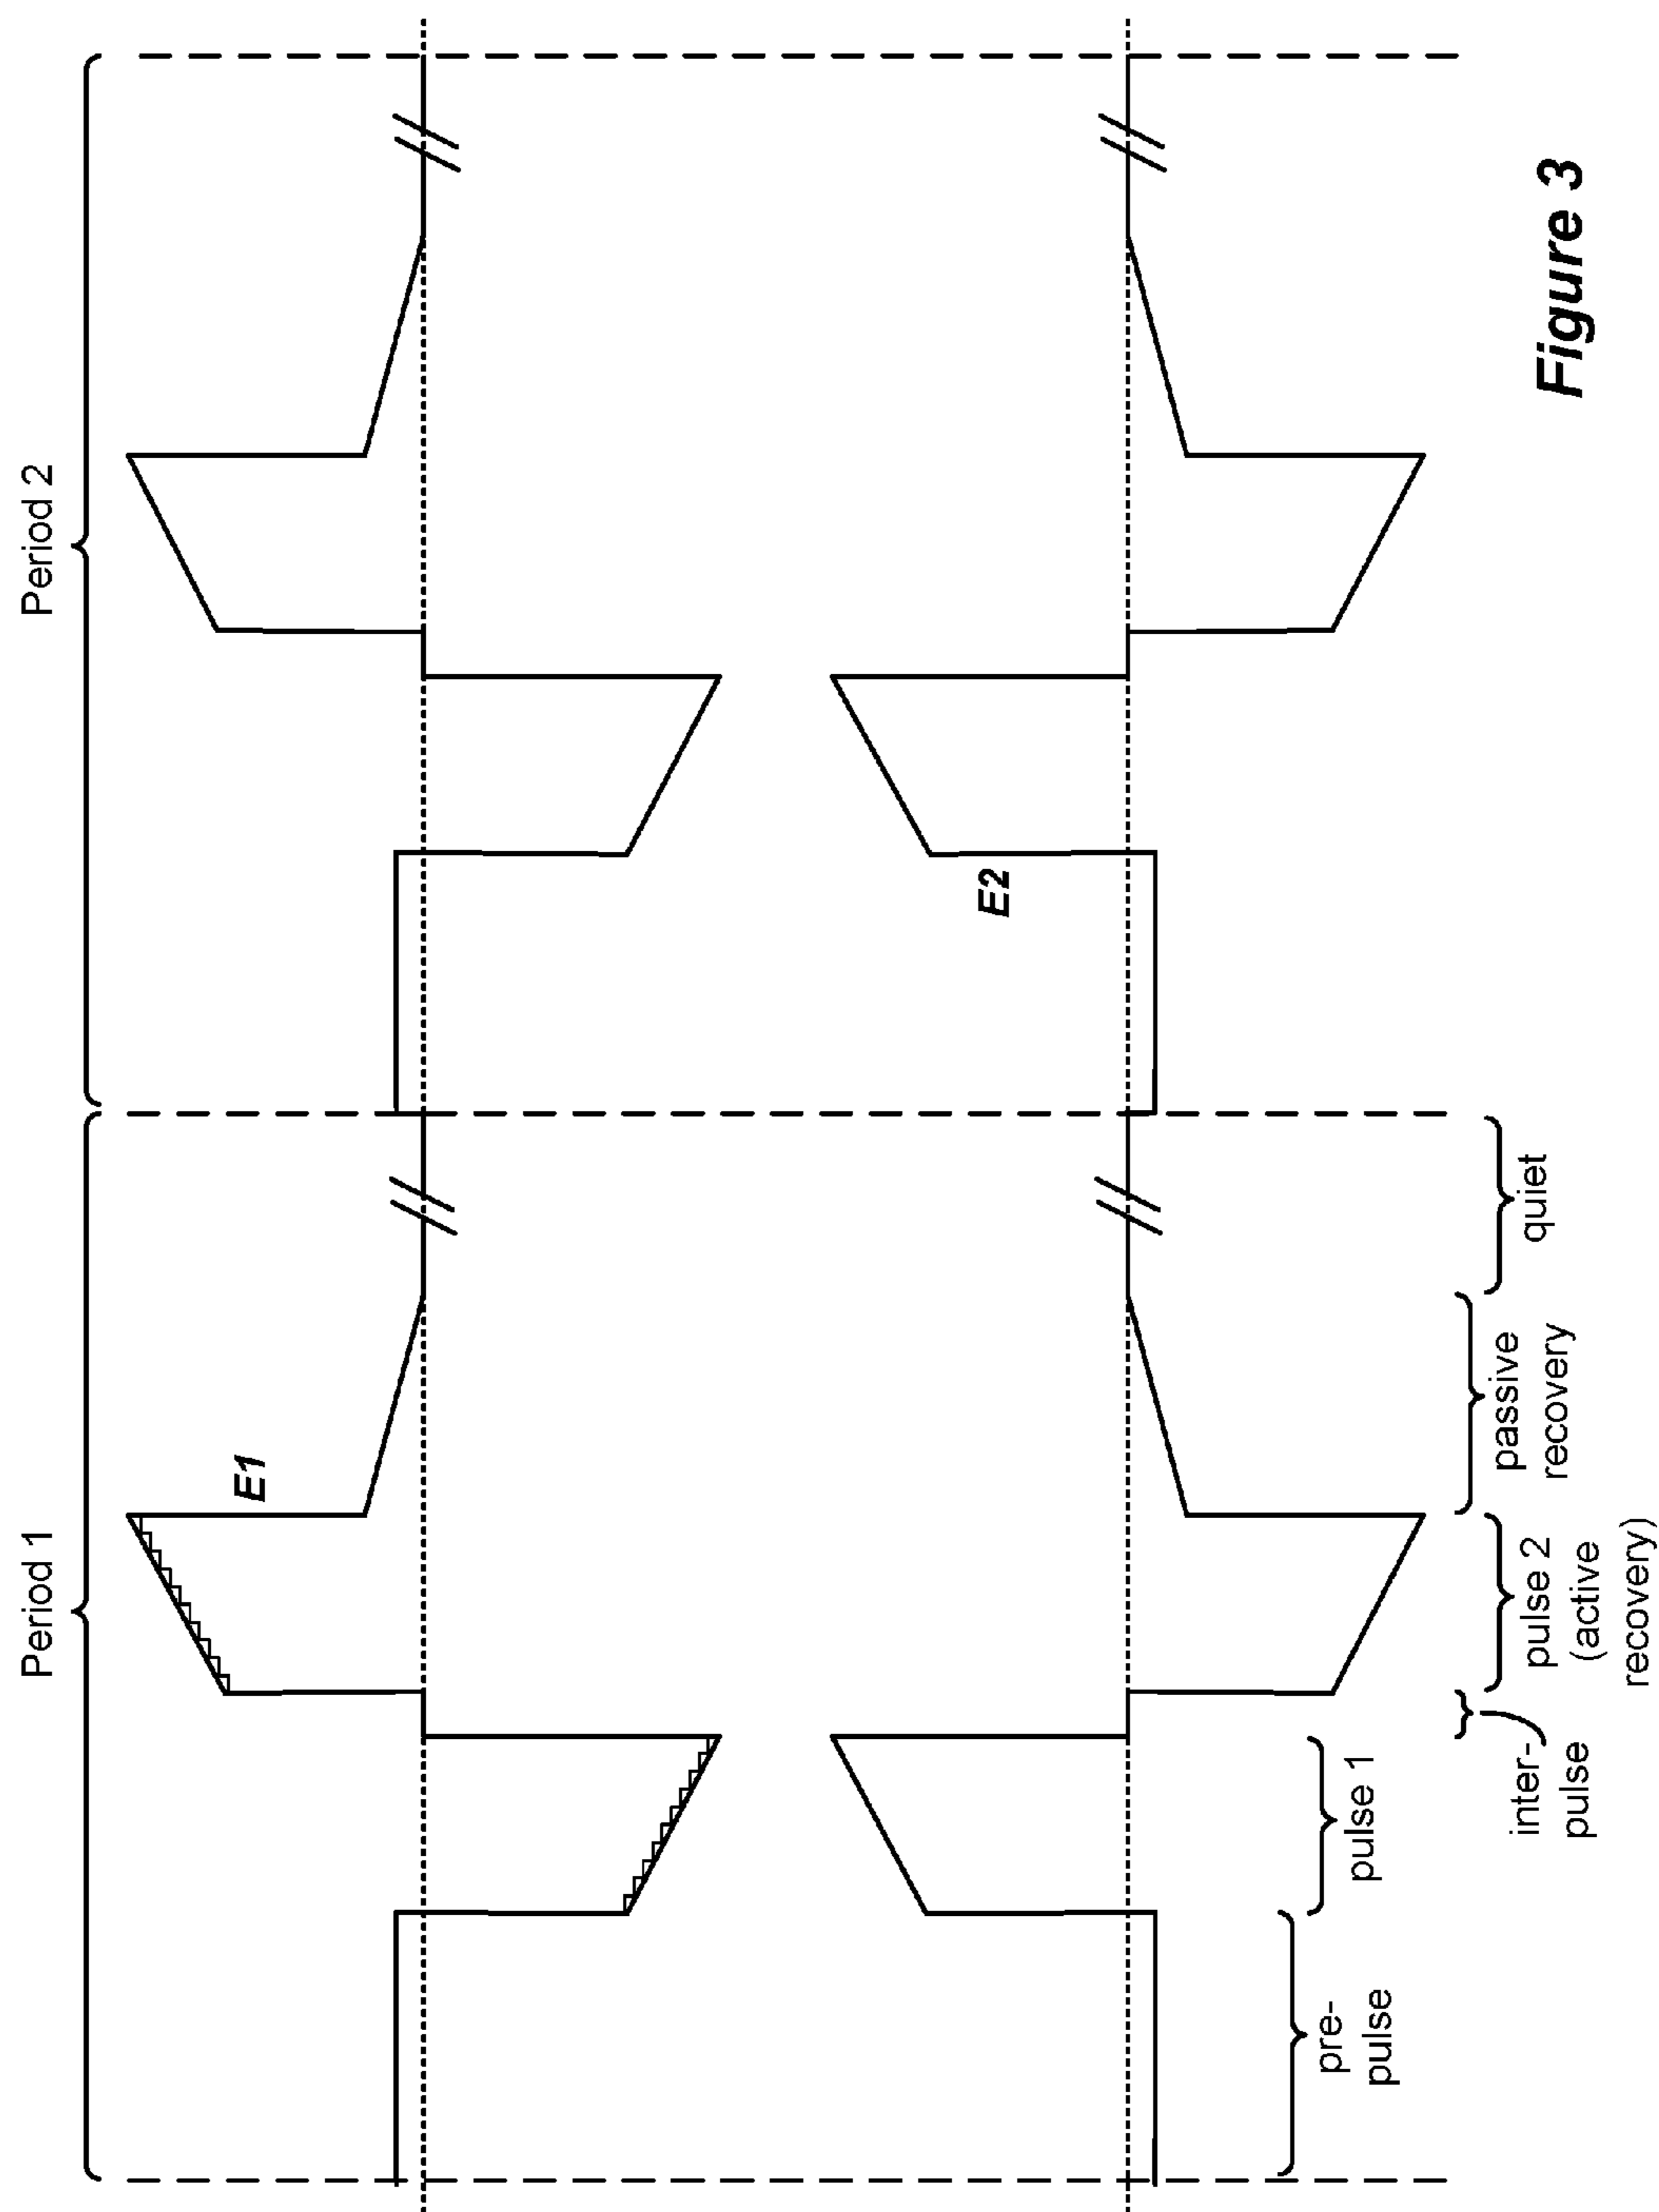 Period 1
Period 2
E1
E2
pre-
pulse
pulse 1
inter-
pulse
pulse 2
(active
recovery)
passive
recovery
quiet
Figure 3